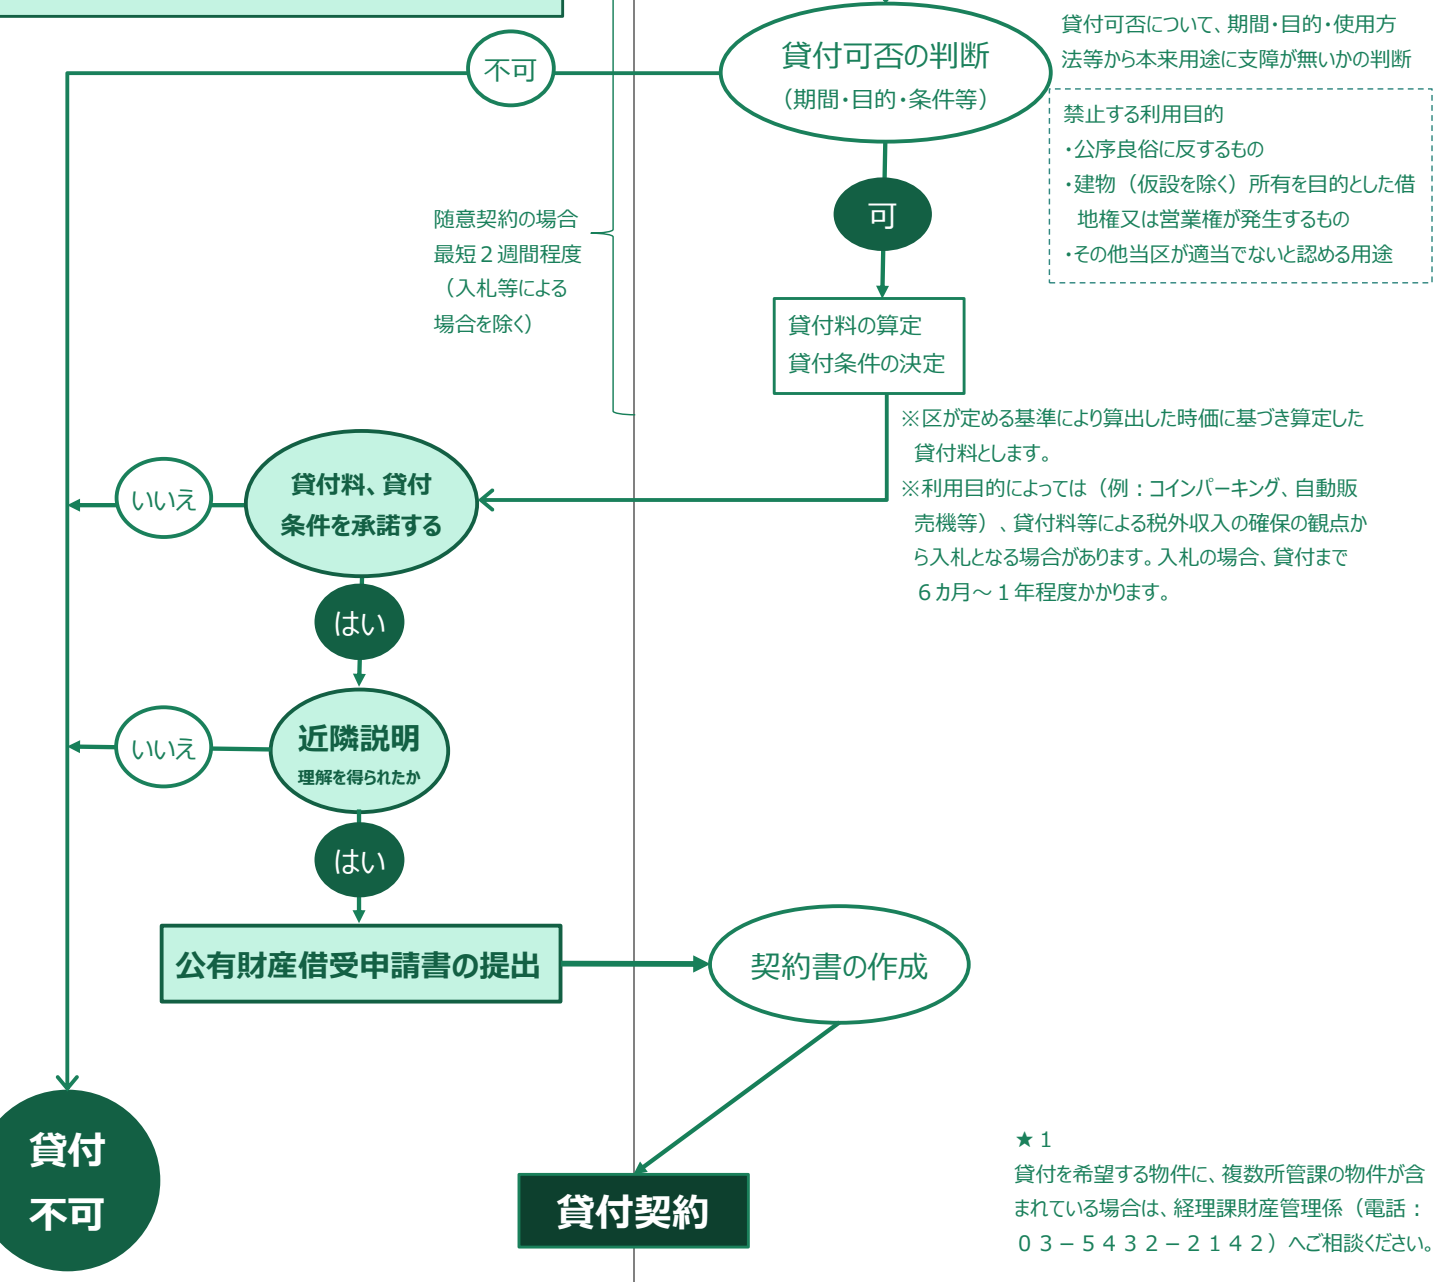 貸付可否の判断
（期間・目的・条件等）
不可
貸付可否について、期間・目的・使用方
法等から本来用途に支障が無いかの判断
禁止する利用目的
・公序良俗に反するもの
・建物（仮設を除く）所有を目的とした借
地権又は営業権が発生するもの
・その他当区が適当でないと認める用途
可
随意契約の場合
最短２週間程度
（入札等による
場合を除く）
貸付料の算定
貸付条件の決定
※区が定める基準により算出した時価に基づき算定した
貸付料とします。
※利用目的によっては（例：コインパーキング、自動販
売機等）、貸付料等による税外収入の確保の観点か
ら入札となる場合があります。入札の場合、貸付まで
６カ月～１年程度かかります。
貸付料、貸付
条件を承諾する
いいえ
はい
近隣説明
理解を得られたか
いいえ
はい
公有財産借受申請書の提出
契約書の作成
貸付
不可
貸付契約
★１
貸付を希望する物件に、複数所管課の物件が含
まれている場合は、経理課財産管理係（電話：
０３－５４３２－２１４２）へご相談ください。